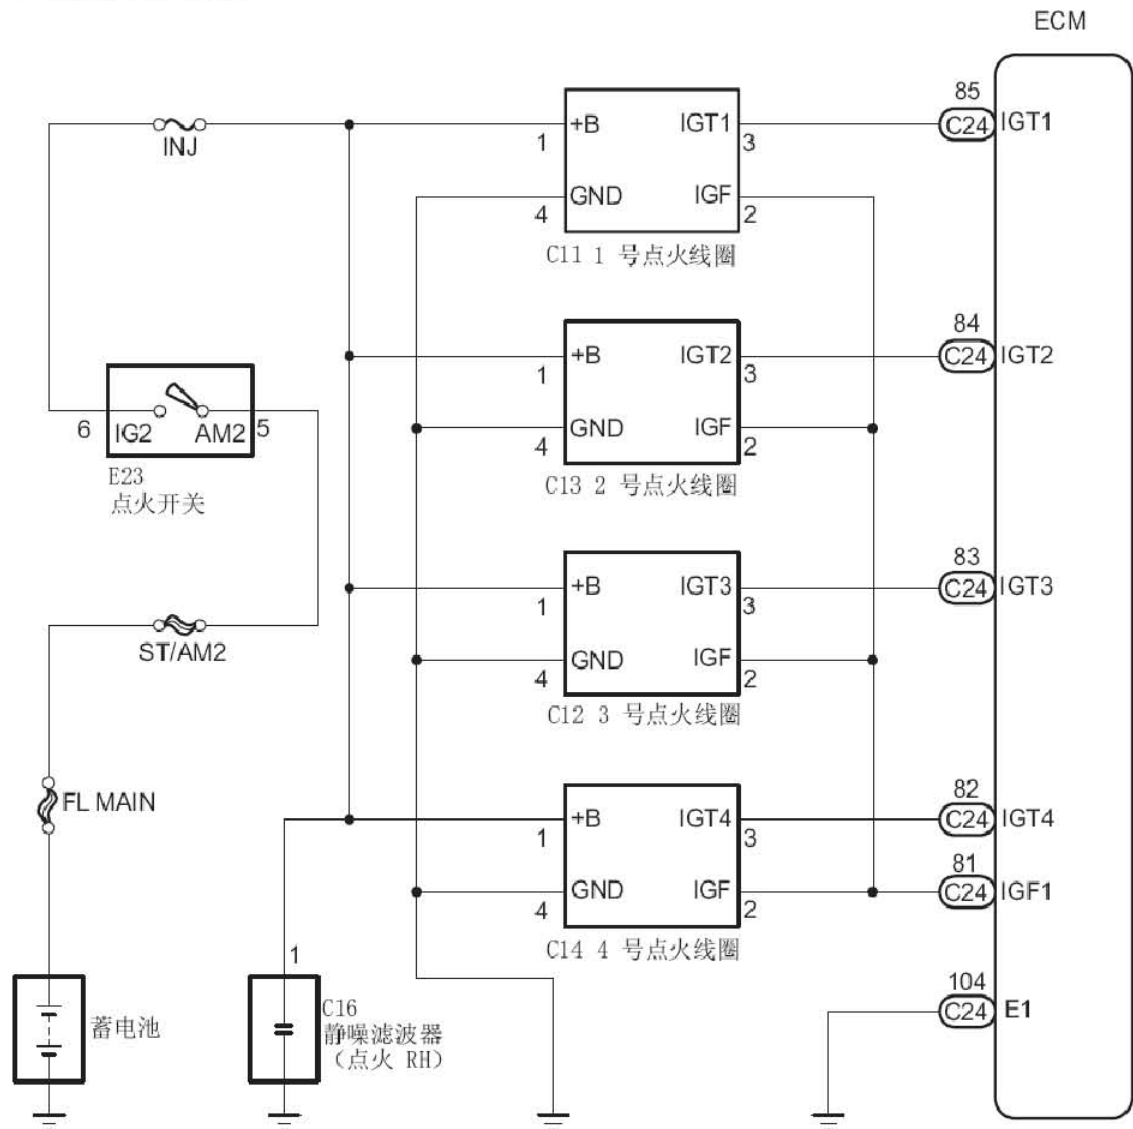 ECM
85
C24 IGT1
INJ
+B IGT1
1 3
GND IGF
4 2
C11 1 号点火线圈
84
C24 IGT2
+B IGT2
1 3
GND IGF
4 2
C13 2 号点火线圈
6 IG2 AM2 5
E23
点火开关
83
C24 IGT3
+B IGT3
1 3
GND IGF
4 2
C12 3 号点火线圈
ST/AM2
FL MAIN
82
C24 IGT4
+B IGT4
1 3
81
C24 IGF1
GND IGF
4 2
C14 4 号点火线圈
1
104
C24 E1
蓄电池
C16
静噪滤波器
（点火 RH）